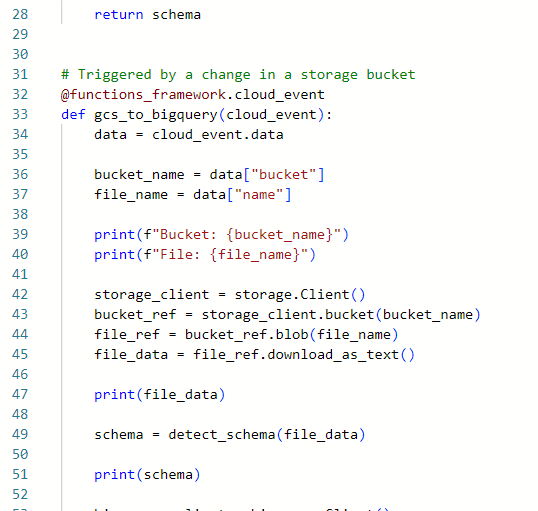 28 return schema
29
30
31 # Triggered by a change in a storage bucket
32 @functions_framework.cloud_event
33 def gcs_to_bigquery(cloud_event):
34 data = cloud_event.data
35
36 bucket_name = data["bucket"]
37 file_name = data["name"]
38
39 print(f"Bucket: {bucket_name}")
40 print(f"File: {file_name}")
41
42 storage_client = storage.Client()
43 bucket_ref = storage_client.bucket(bucket_name)
44 file_ref = bucket_ref.blob(file_name)
45 file_data = file_ref.download_as_text()
46
47 print(file_data)
48
49 schema = detect_schema(file_data)
50
51 print(schema)
52